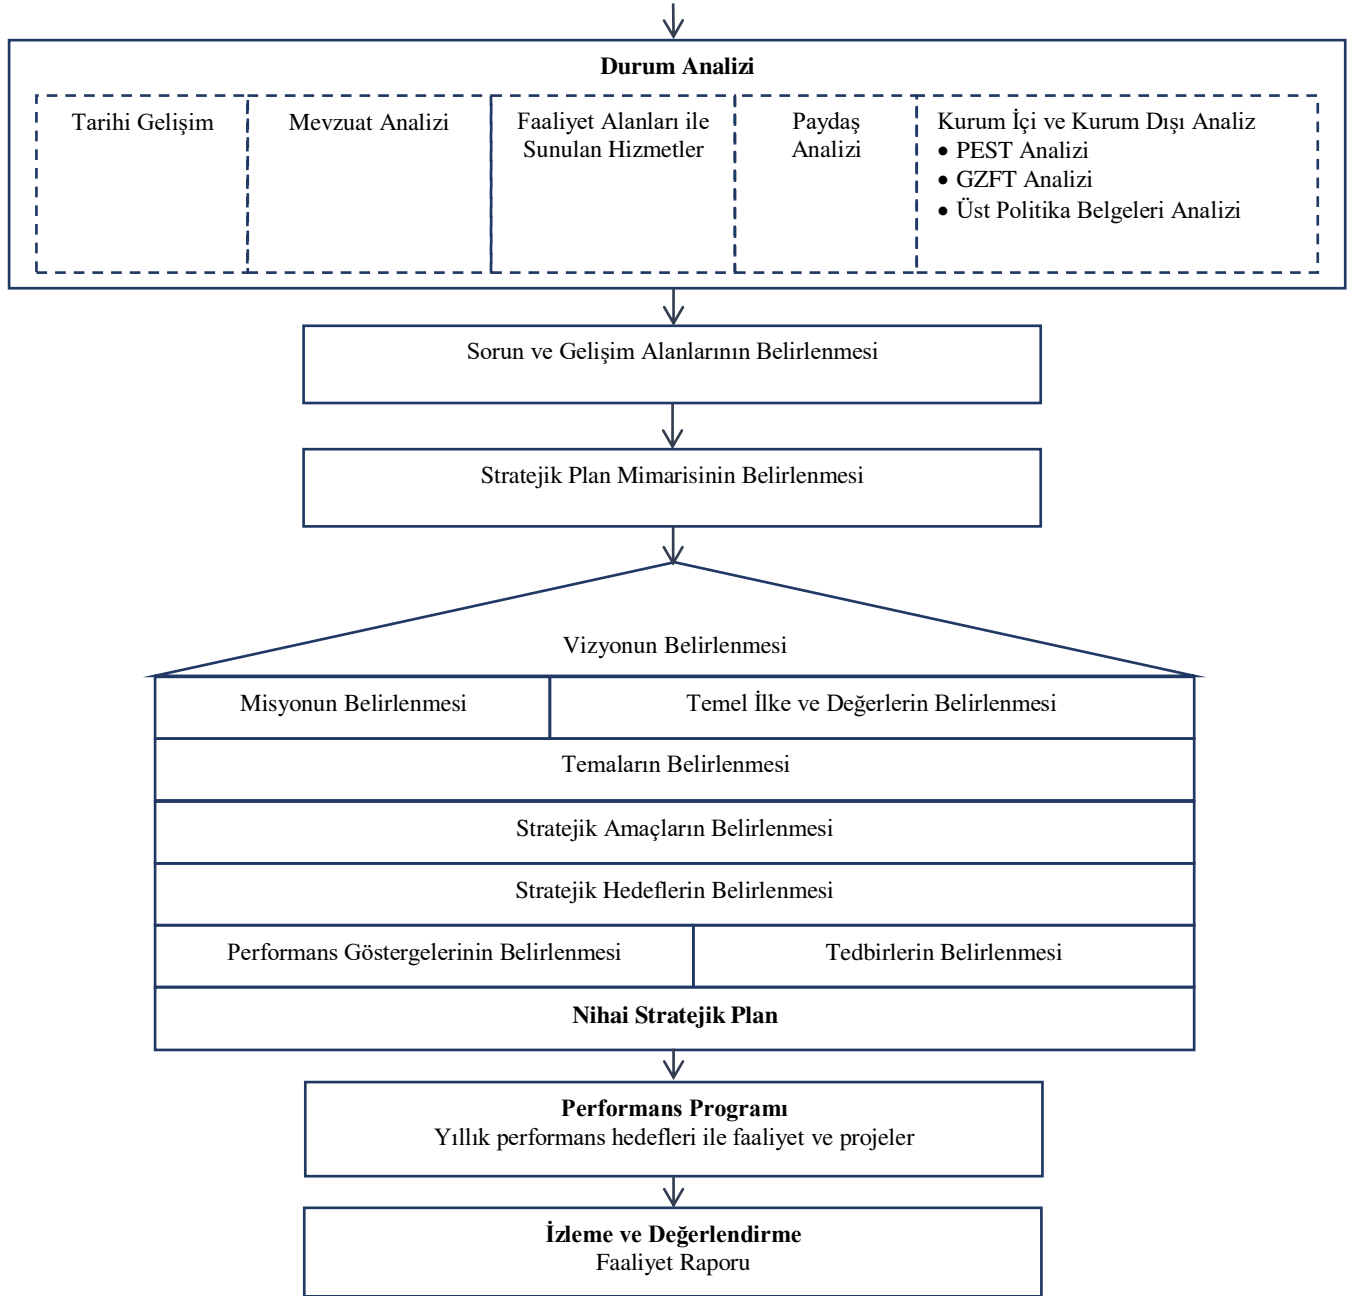 Durum Analizi
Tarihi Gelişim
Mevzuat Analizi
Faaliyet Alanları ile
Sunulan Hizmetler
Paydaş
Analizi
Kurum İçi ve Kurum Dışı Analiz
• PEST Analizi
• GZFT Analizi
• Üst Politika Belgeleri Analizi
Sorun ve Gelişim Alanlarının Belirlenmesi
Stratejik Plan Mimarisinin Belirlenmesi
Vizyonun Belirlenmesi
Misyonun Belirlenmesi
Temel İlke ve Değerlerin Belirlenmesi
Temaların Belirlenmesi
Stratejik Amaçların Belirlenmesi
Stratejik Hedeflerin Belirlenmesi
Performans Göstergelerinin Belirlenmesi
Tedbirlerin Belirlenmesi
Nihai Stratejik Plan
Performans Programı
Yıllık performans hedefleri ile faaliyet ve projeler
İzleme ve Değerlendirme
Faaliyet Raporu